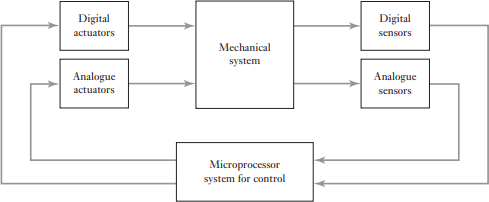 Digital
actuators
Mechanical
system
Digital
sensors
Analogue
actuators
Analogue
sensors
Microprocessor
system for control